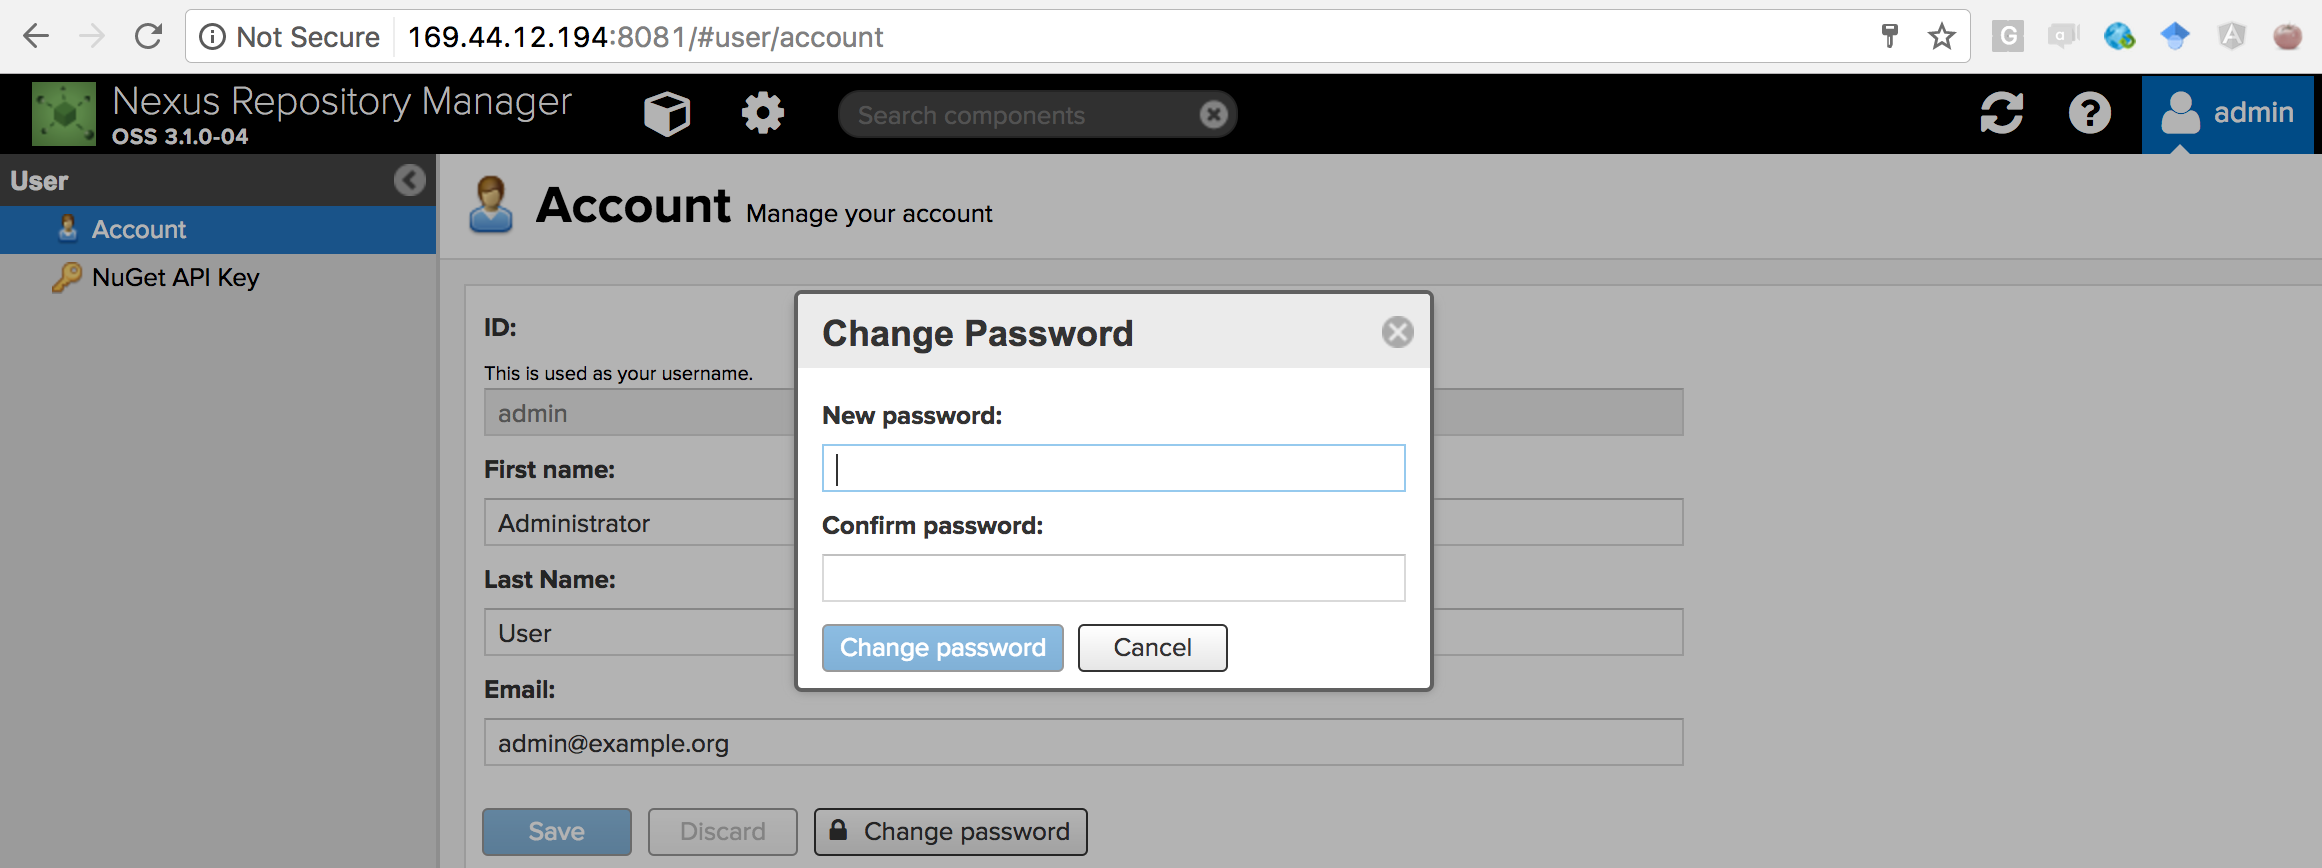 Not Secure 169.44.12.194:8081/#user/account
G a A
Nexus Repository Manager
OSS 3.1.0-04
Search components
? admin
User
Account
NuGet API Key
Account Manage your account
ID:
This is used as your username.
admin
First name:
Administrator
Last Name:
User
Email:
admin@example.org
Save Discard Change password
Change Password
New password:
Confirm password:
Change password Cancel